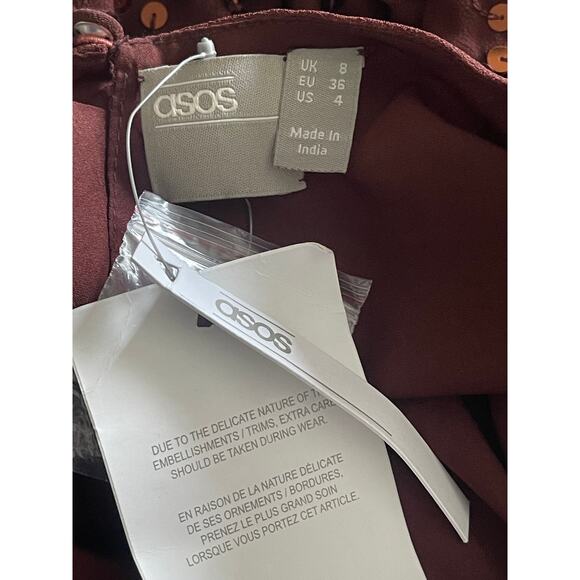 asos
UK 8
EU 36
US 4
Made In
India
asos
DUE TO THE DELICATE NATURE OF
EMBELLISHMENTS / TRIMS, EXTRA CARE
SHOULD BE TAKEN DURING WEAR.
EN RAISON DE LA NATURE DÉLICATE
DE SES ORNEMENTS / BORDURES,
PRENEZ LE PLUS GRAND SOIN
LORSQUE VOUS PORTEZ CET ARTICLE.